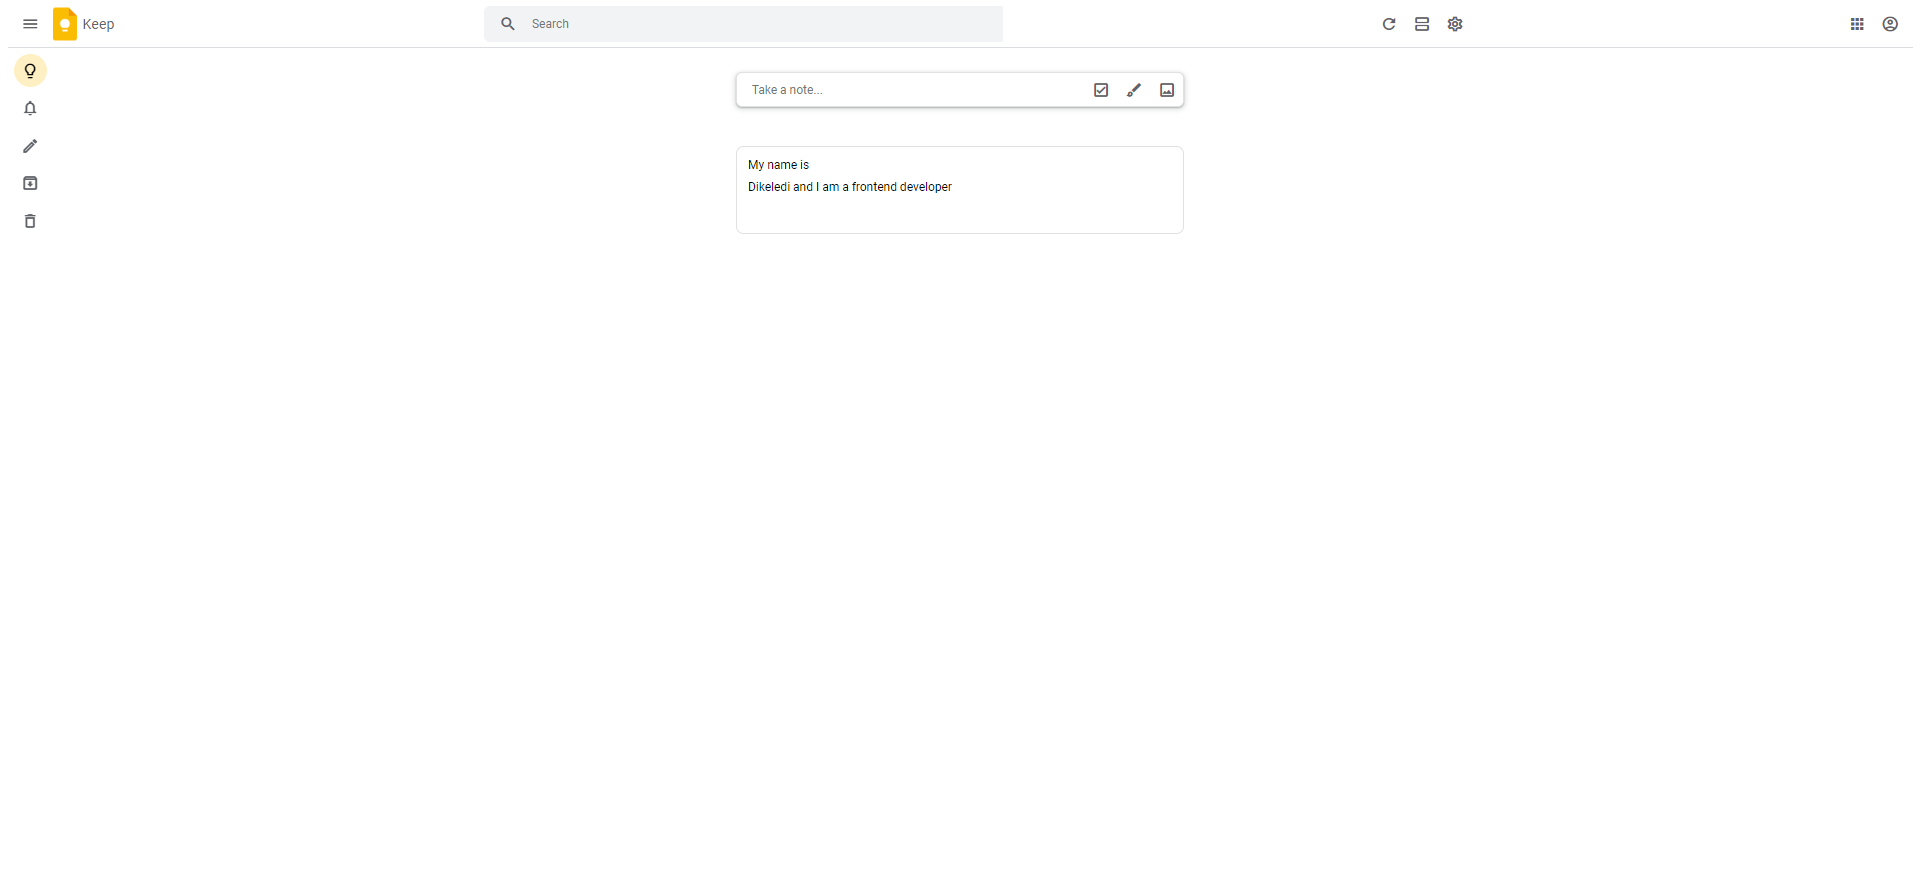 Keep
Search
Take a note...
My name is
Dikeledi and I am a frontend developer